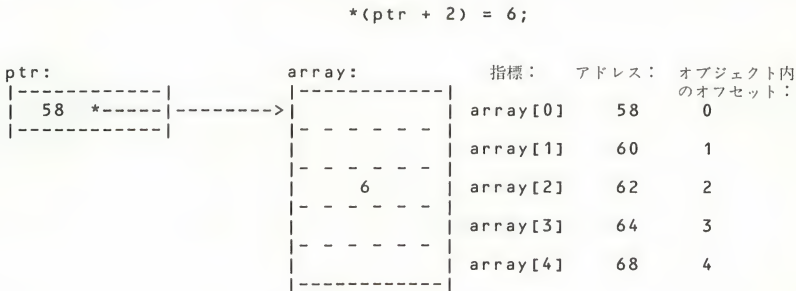 *(ptr + 2) = 6;
ptr:
array:
指標：
アドレス：
オブジェクト内
のオフセット：
58 *
array[0] 58 0
array[1] 60 1
6 array[2] 62 2
array[3] 64 3
array[4] 68 4